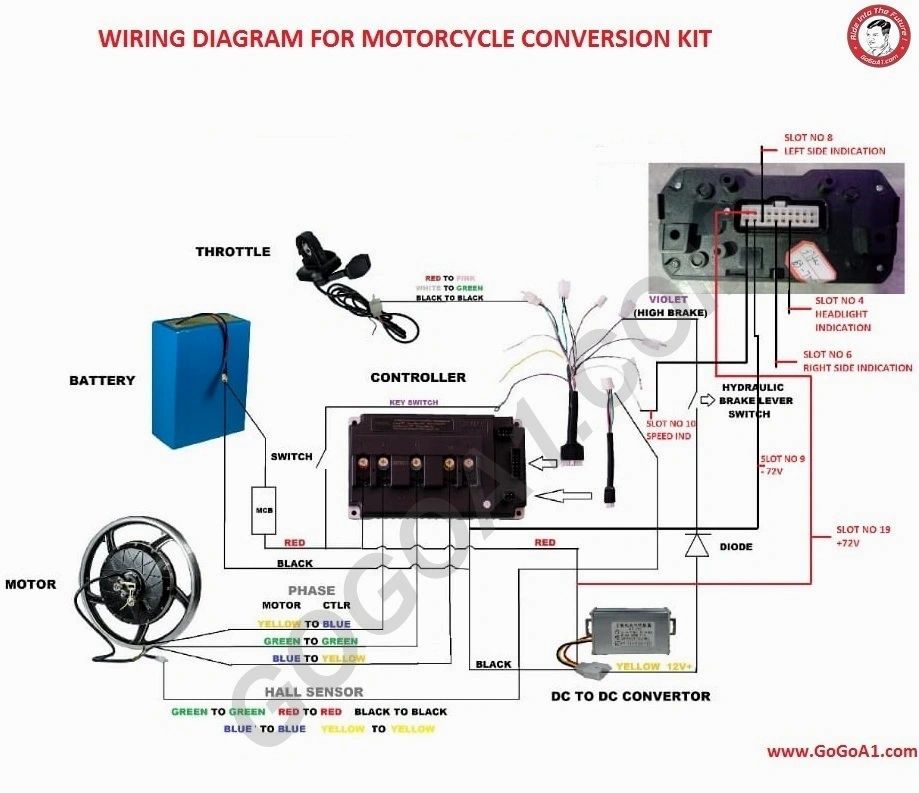 WIRING DIAGRAM FOR MOTORCYCLE CONVERSION KIT
Ride Into The Future !
GoGoA1.com
SLOT NO 8
LEFT SIDE INDICATION
THROTTLE
RED TO PINK
WHITE TO GREEN
BLACK TO BLACK
VIOLET
(HIGH BRAKE)
SLOT NO 4
HEADLIGHT
INDICATION
SLOT NO 6
RIGHT SIDE INDICATION
BATTERY
CONTROLLER
KEY SWITCH
HYDRAULIC
BRAKE LEVER
SWITCH
SLOT NO 10
SPEED IND
SWITCH
SLOT NO 9
- 72V
MCB
SLOT NO 19
+72V
RED
RED
DIODE
BLACK
MOTOR
PHASE
MOTOR CTLR
YELLOW TO BLUE
GREEN TO GREEN
BLUE TO YELLOW
BLACK
YELLOW 12V+
HALL SENSOR
DC TO DC CONVERTOR
GREEN TO GREEN RED TO RED BLACK TO BLACK
BLUE TO BLUE YELLOW TO YELLOW
GOGOA1.COM
www.GoGoA1.com